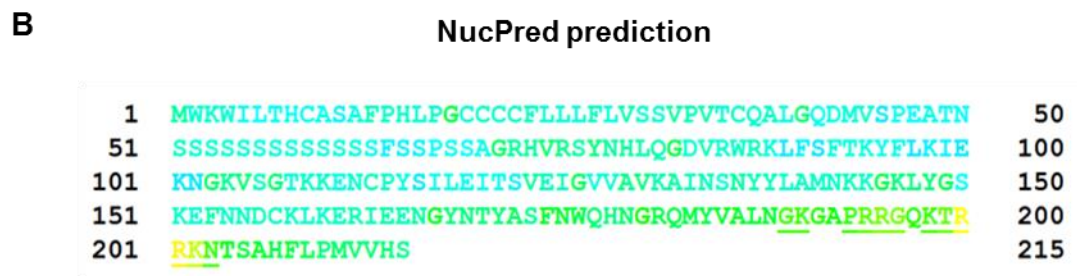 B
NucPred prediction
1 MWKWILTHCASAFPHLPGCCCCFLLLFLVSSVPVTCQALGQDMVSPEATN 50
51 SSSSSSSSSSSSSFSSPSSAGRHVRSYNHLQGDVRWRKLFSFTKYFLKIE 100
101 KNGKVSGTKKENCPYSILEITSVEIGVVAVKAINSNYYLAMNKKGKLYGS 150
151 KEFNNDCKLKERIEENGYNTYASFNWQHNGRQMYVALNGKGAPRRGQKTR 200
201 RKNTSAHFLPMVVHS 215